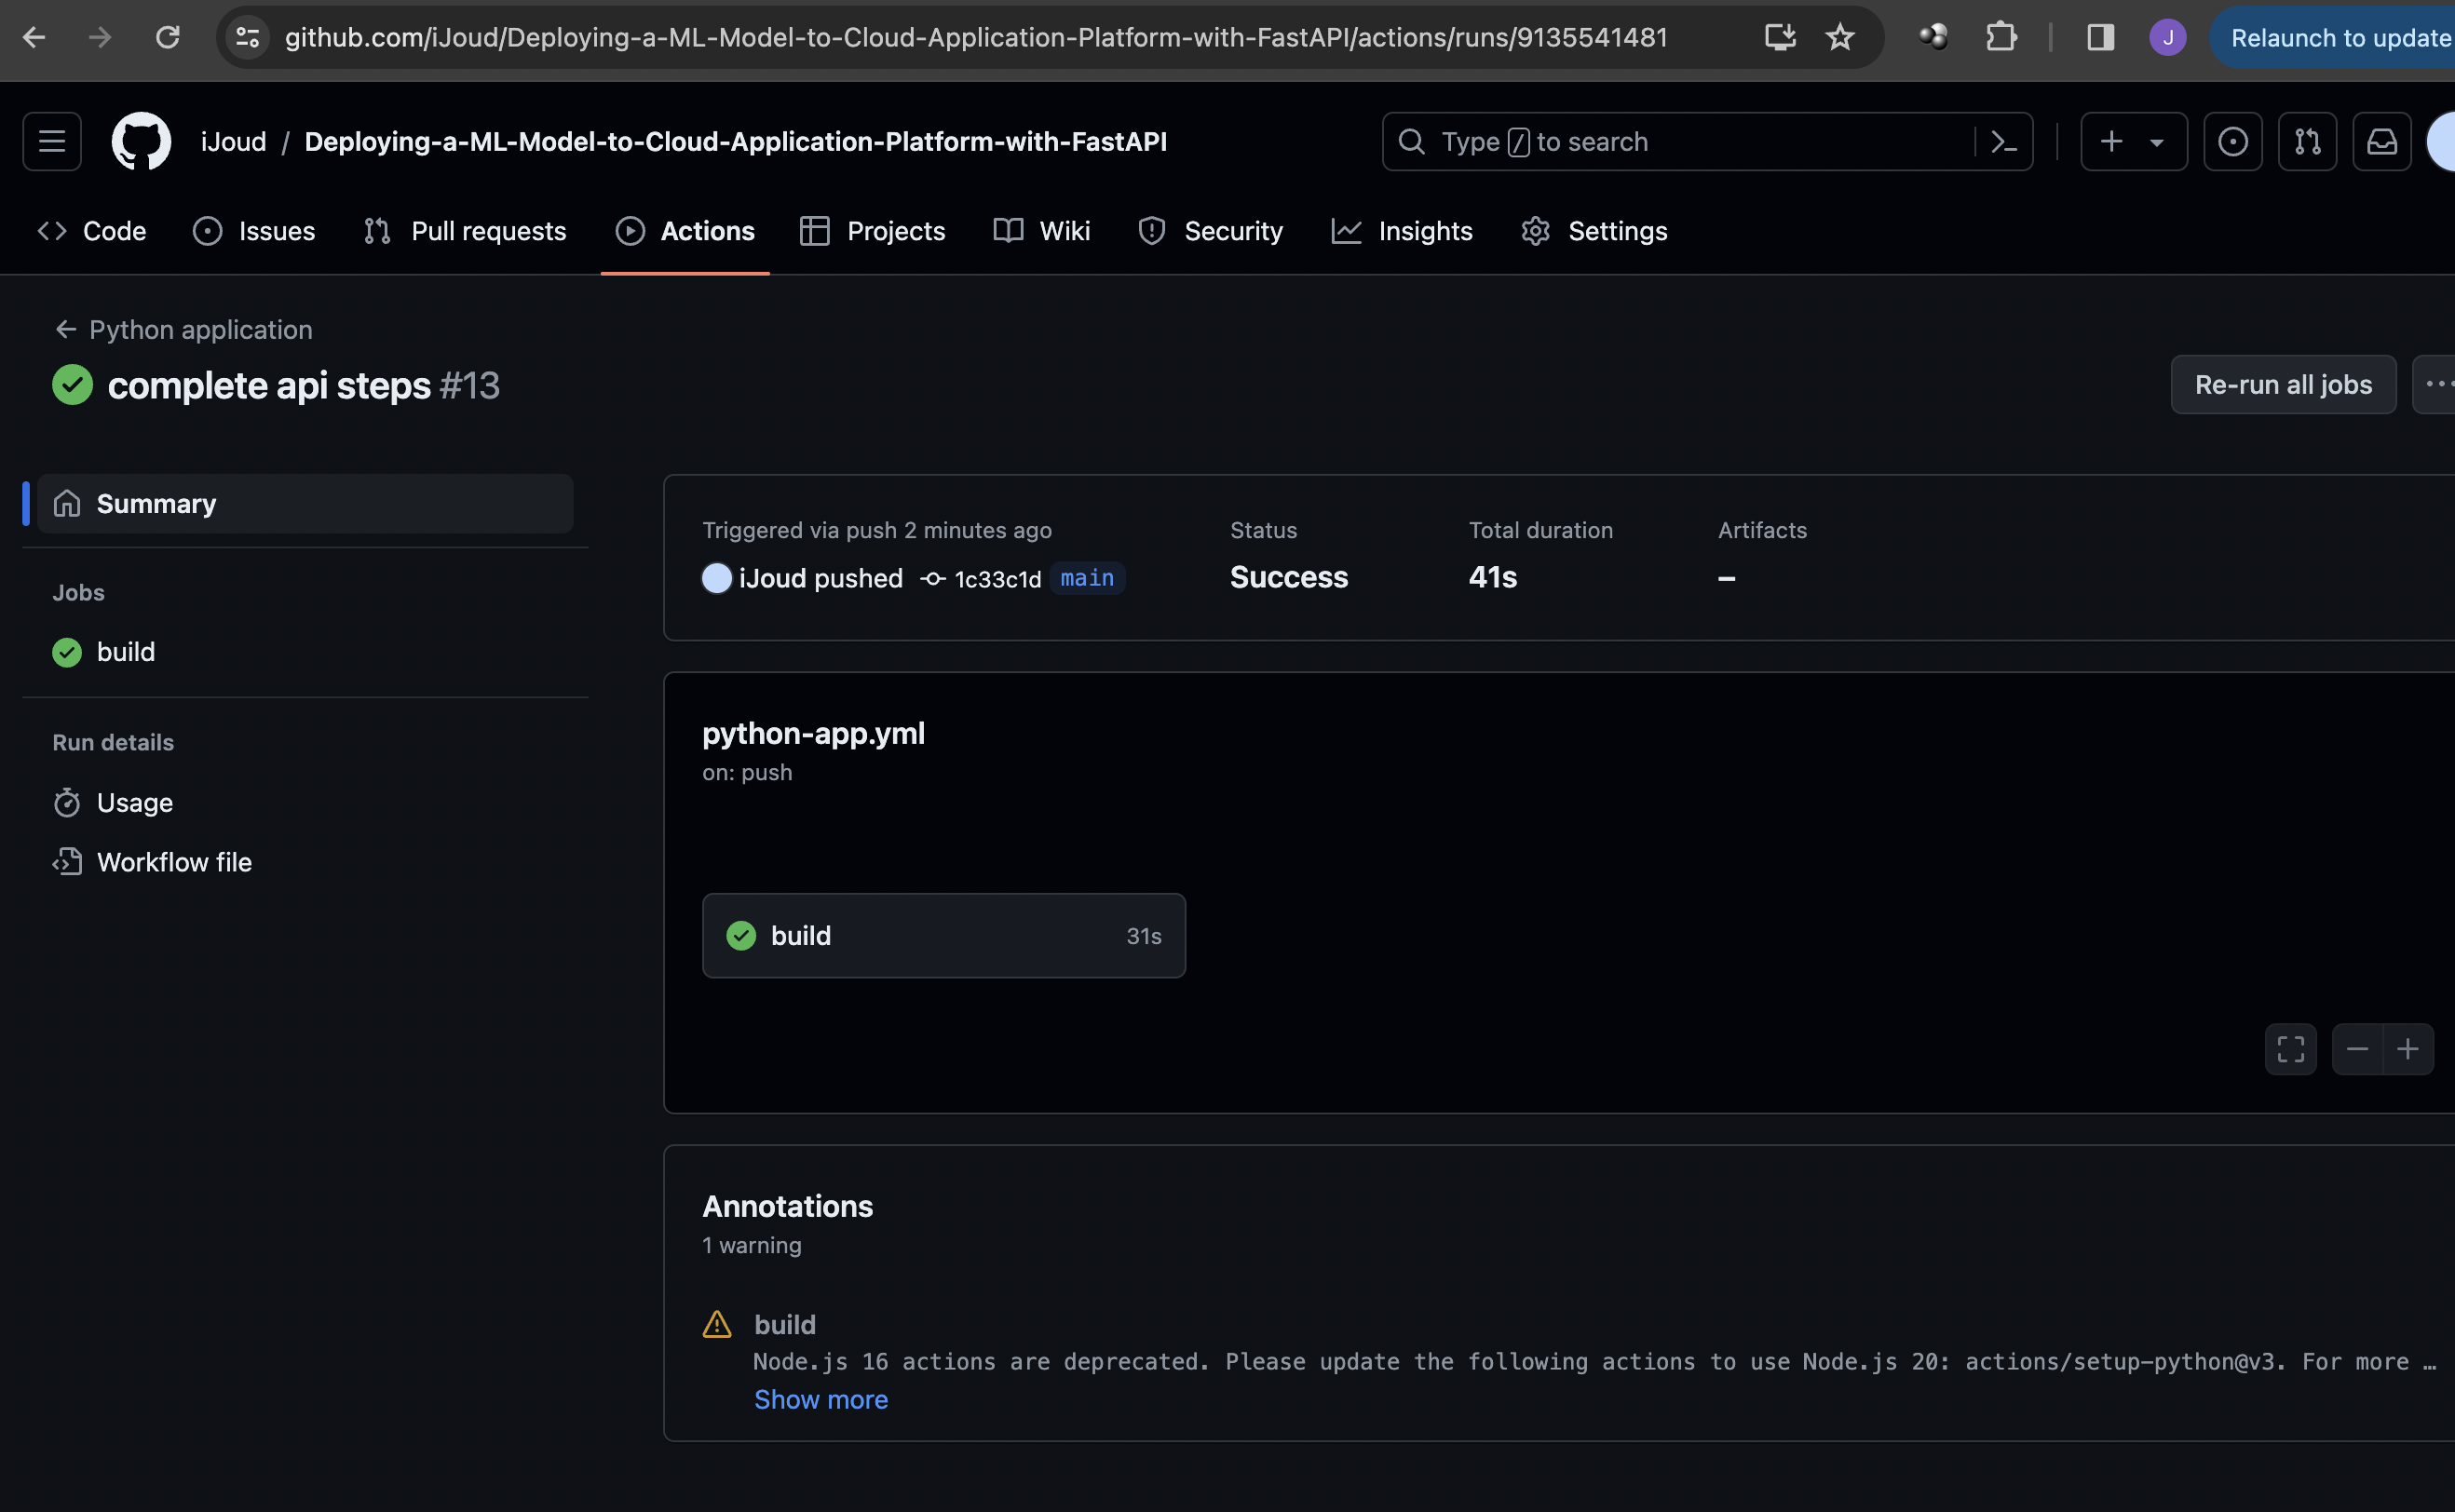 github.com/iJoud/Deploying-a-ML-Model-to-Cloud-Application-Platform-with-FastAPI/actions/runs/9135541481
J
Relaunch to update
iJoud / Deploying-a-ML-Model-to-Cloud-Application-Platform-with-FastAPI
Type / to search
Code Issues Pull requests Actions Projects Wiki Security Insights Settings
Python application
complete api steps #13
Re-run all jobs
Summary
Jobs
build
Run details
Usage
Workflow file
Triggered via push 2 minutes ago
iJoud pushed 1c33c1d main
Status
Success
Total duration
41s
Artifacts
–
python-app.yml
on: push
build 31s
Annotations
1 warning
build
Node.js 16 actions are deprecated. Please update the following actions to use Node.js 20: actions/setup-python@v3. For more …
Show more